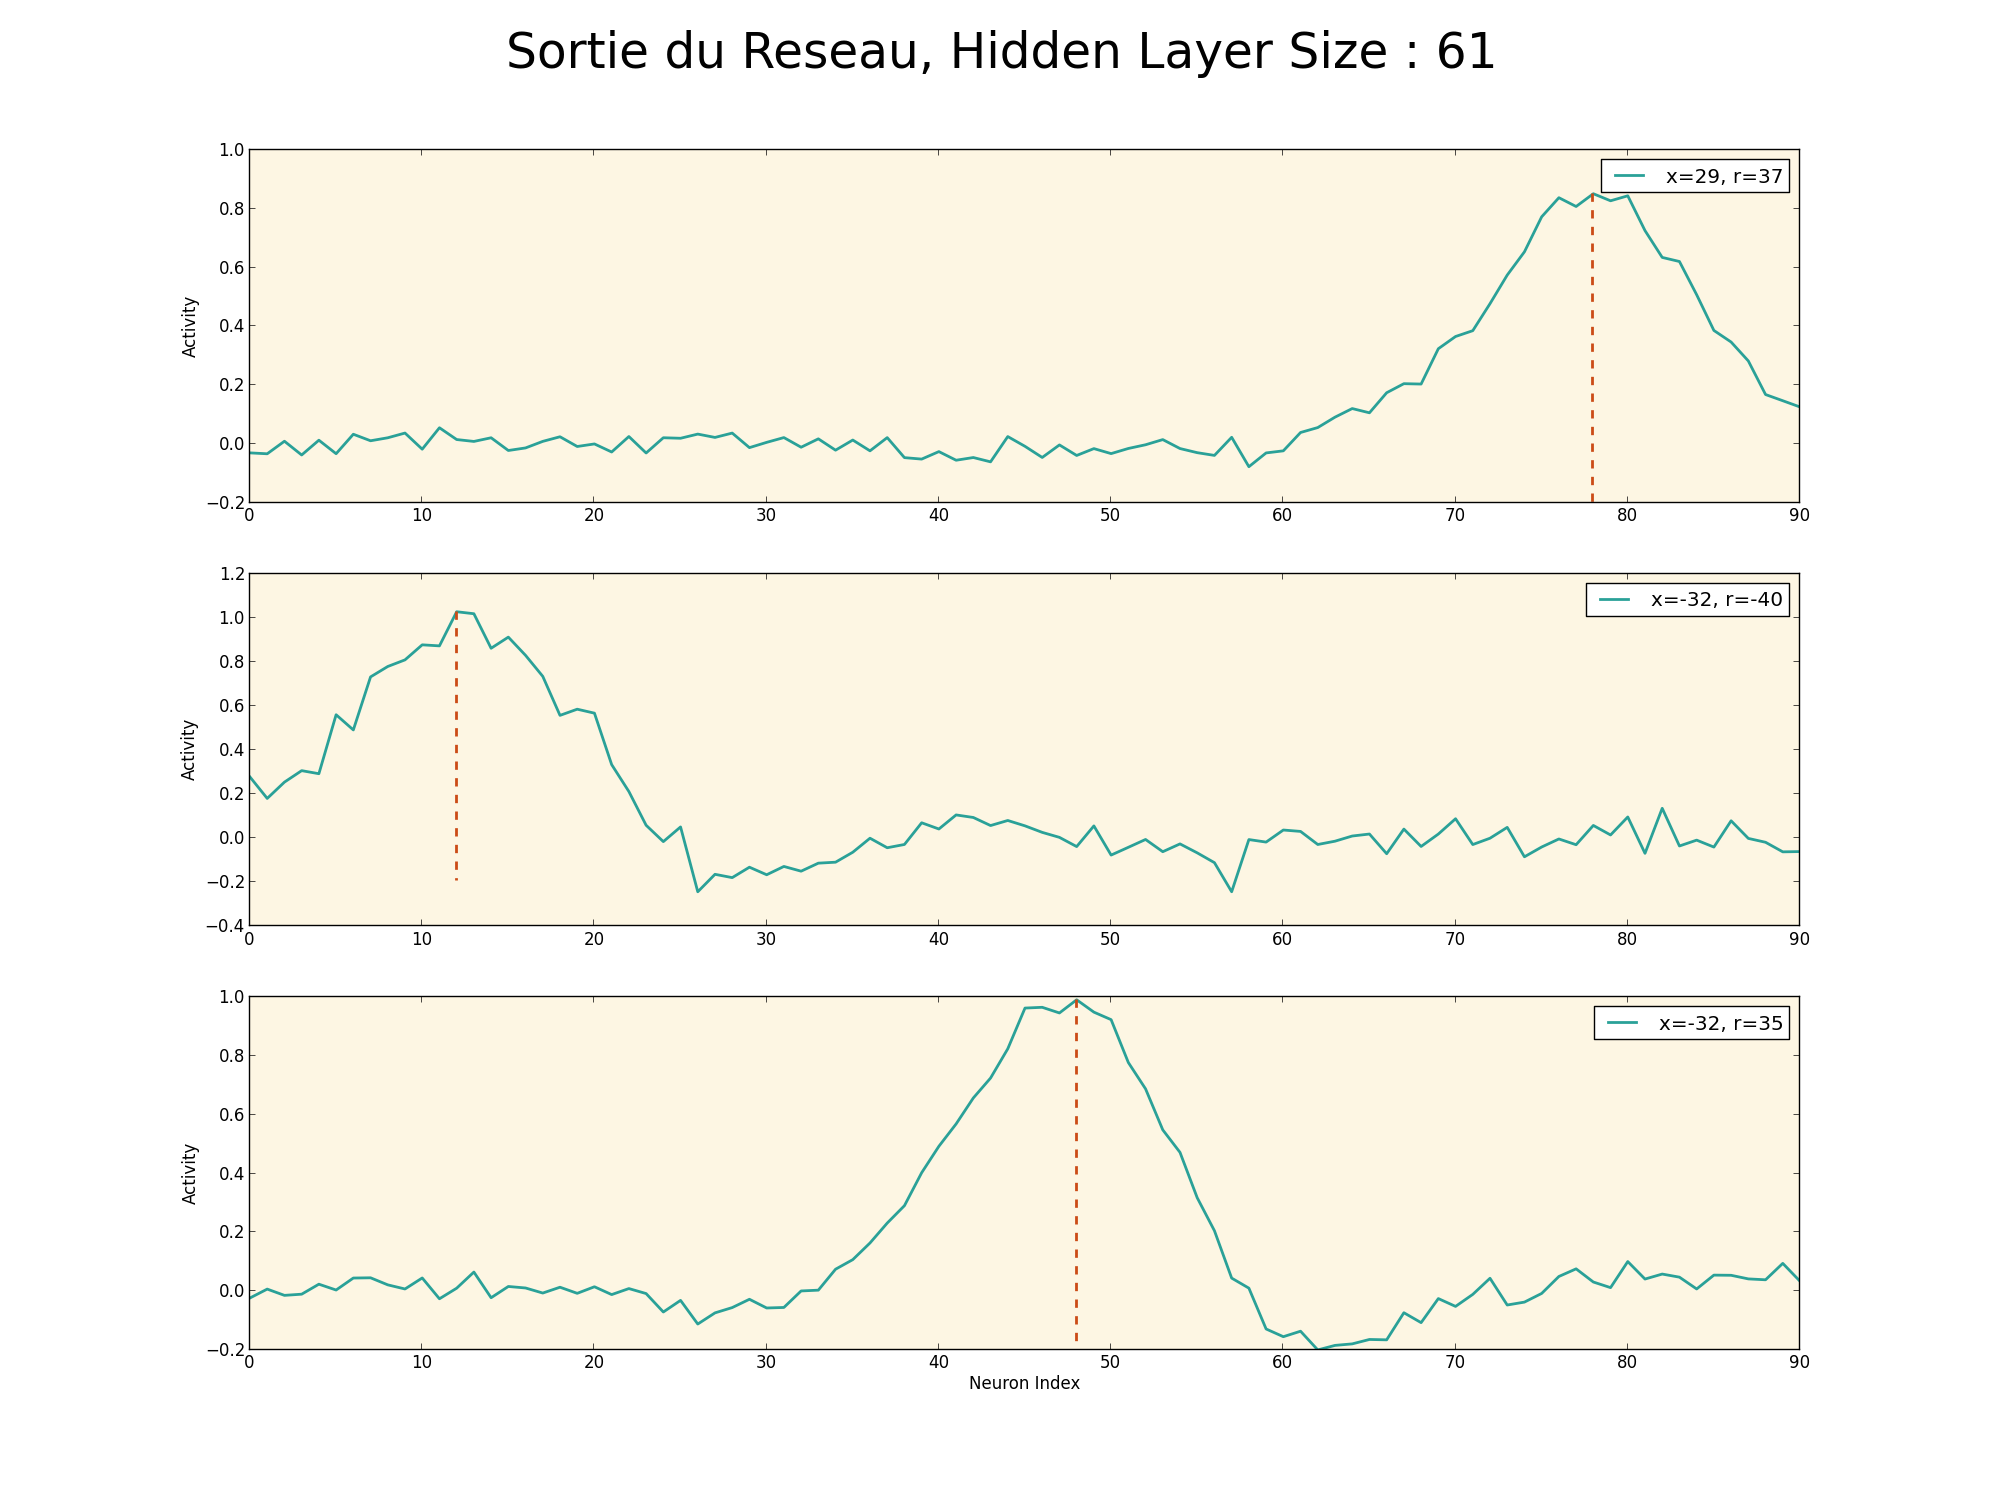 Sortie du Reseau, Hidden Layer Size : 61
1.0
x=29, r=37
0.8
0.6
Activity
0.4
0.2
0.0
−0.2
0 10 20 30 40 50 60 70 80 90
1.2
x=-32, r=-40
1.0
0.8
0.6
Activity
0.4
0.2
0.0
−0.2
−0.4
0 10 20 30 40 50 60 70 80 90
1.0
x=-32, r=35
0.8
0.6
Activity
0.4
0.2
0.0
−0.2
0 10 20 30 40 50 60 70 80 90
Neuron Index